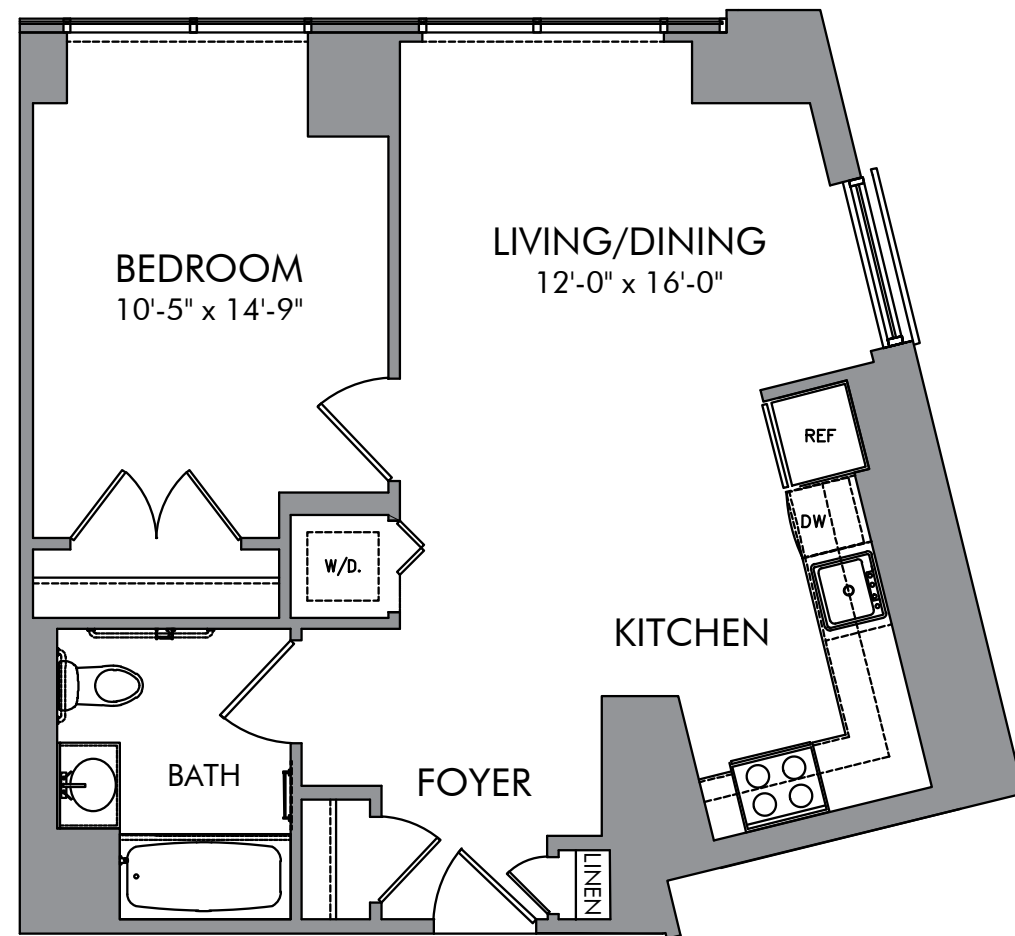 LIVING/DINING
12'-0" x 16'-0"
BEDROOM
10'-5" x 14'-9"
REF
DW
W/D.
KITCHEN
BATH
FOYER
LINEN